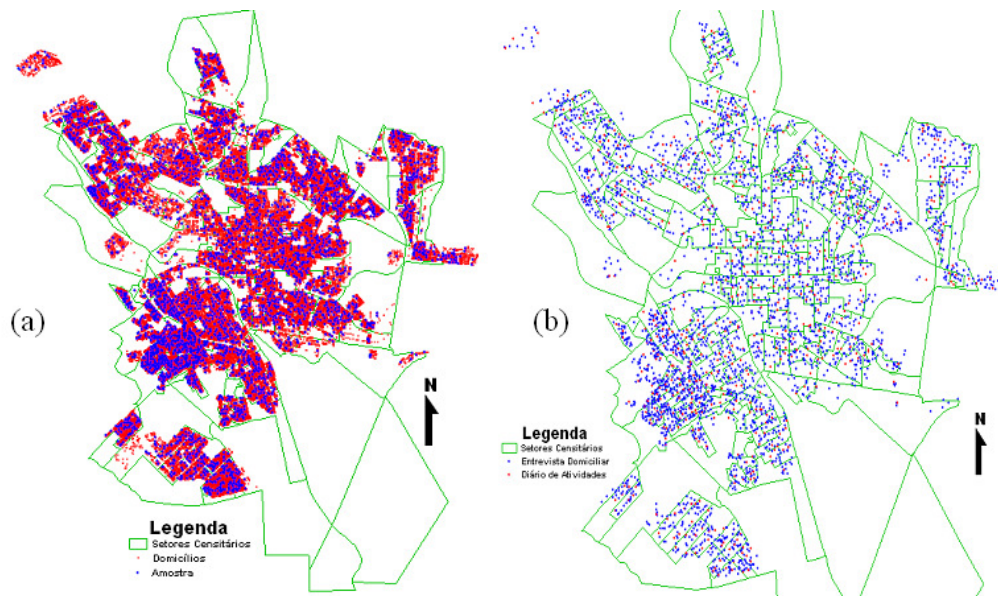 (a)
N
Legenda
Setores Censitários
Domicílios
Amostra
(b)
N
Legenda
Setores Censitários
Entrevista Domiciliar
Diário de Atividades